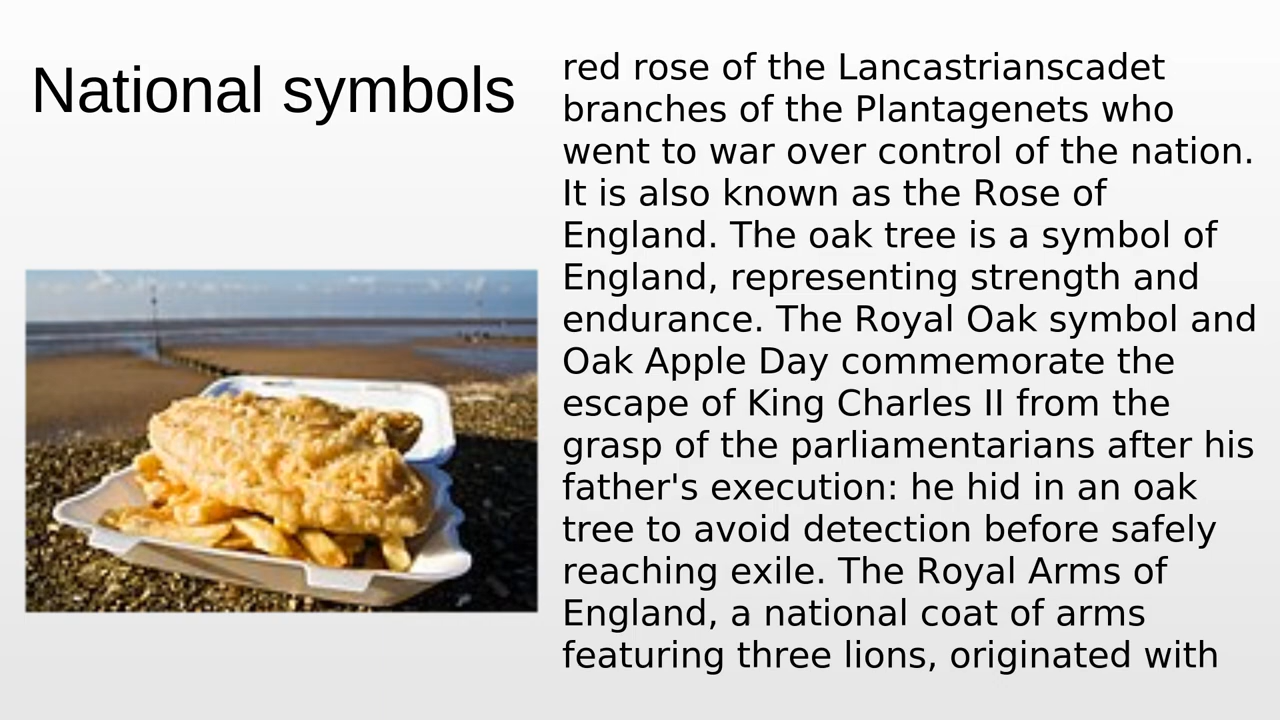 National symbols
red rose of the Lancastrianscadet
branches of the Plantagenets who
went to war over control of the nation.
It is also known as the Rose of
England. The oak tree is a symbol of
England, representing strength and
endurance. The Royal Oak symbol and
Oak Apple Day commemorate the
escape of King Charles II from the
grasp of the parliamentarians after his
father's execution: he hid in an oak
tree to avoid detection before safely
reaching exile. The Royal Arms of
England, a national coat of arms
featuring three lions, originated with